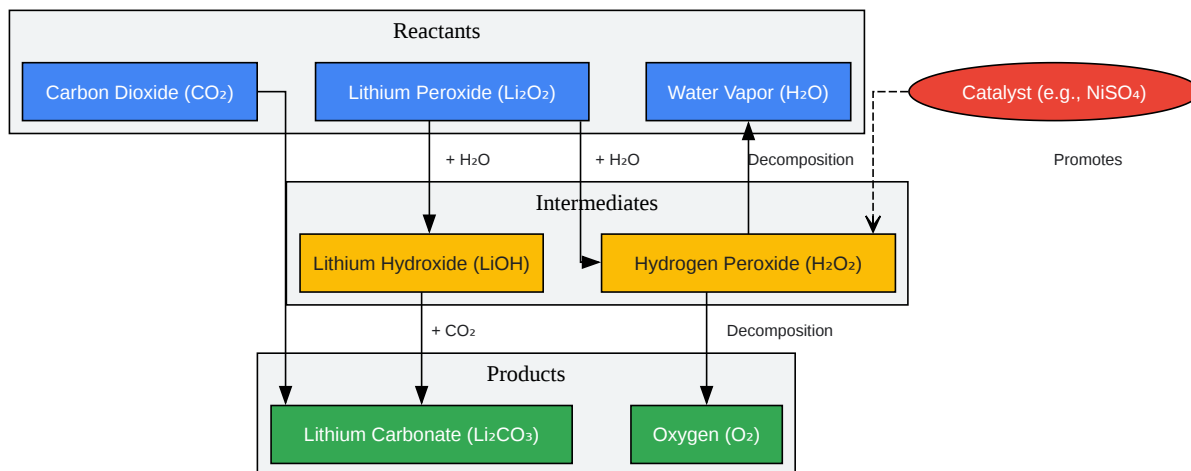 Reactants
Carbon Dioxide (CO₂)
Lithium Peroxide (Li₂O₂)
Water Vapor (H₂O)
Catalyst (e.g., NiSO₄)
+ H₂O
+ H₂O
Decomposition
Promotes
Intermediates
Lithium Hydroxide (LiOH)
Hydrogen Peroxide (H₂O₂)
+ CO₂
Decomposition
Products
Lithium Carbonate (Li₂CO₃)
Oxygen (O₂)